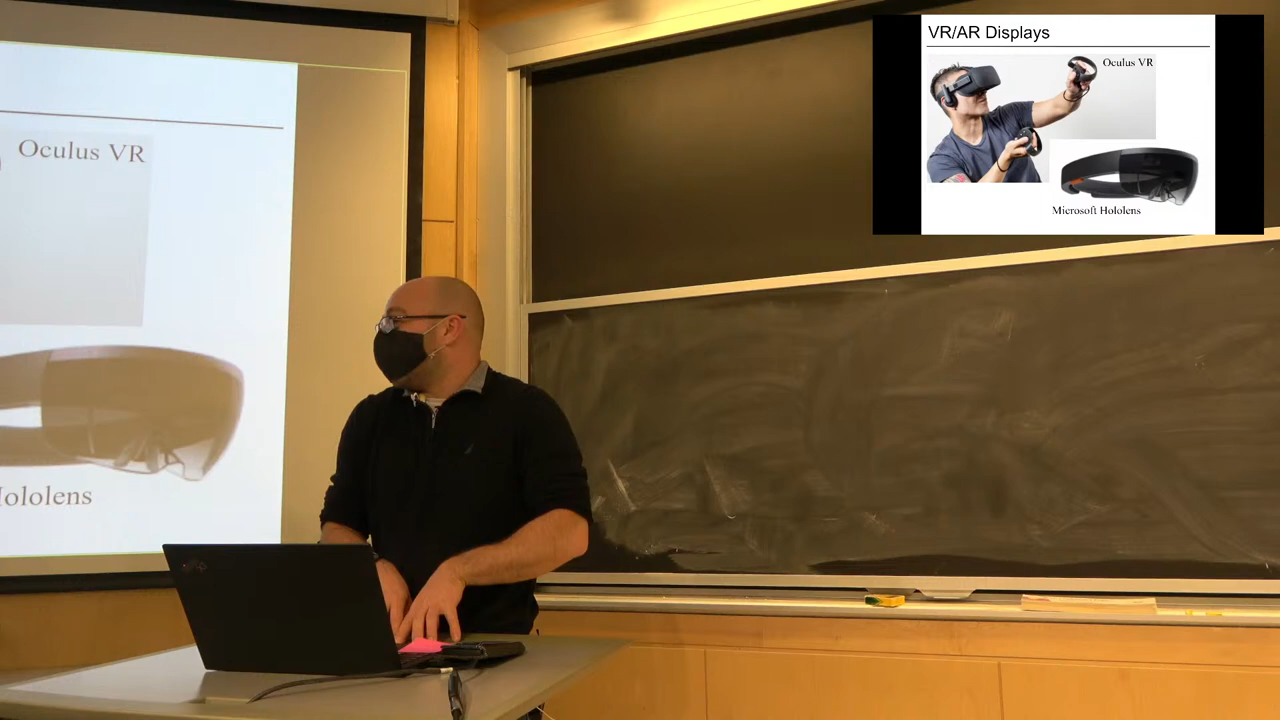 Oculus VR
Hololens
VR/AR Displays
Oculus VR
Microsoft Hololens